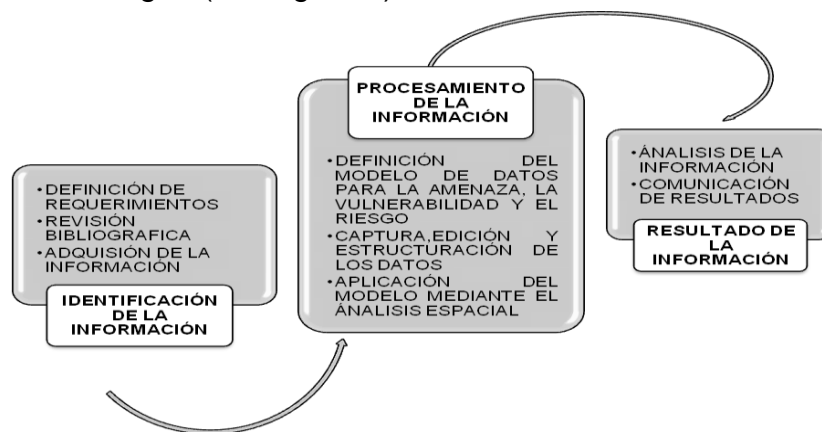 •DEFINICIÓN DE
REQUERIMIENTOS
•REVISIÓN
BIBLIOGRAFICA
•ADQUISIÓN DE LA
INFORMACIÓN
IDENTIFICACIÓN
DE LA
INFORMACIÓN
PROCESAMIENTO
DE LA
INFORMACIÓN
•DEFINICIÓN DEL
MODELO DE DATOS
PARA LA AMENAZA, LA
VULNERABILIDAD Y EL
RIESGO
•CAPTURA,EDICIÓN Y
ESTRUCTURACIÓN DE
LOS DATOS
•APLICACIÓN DEL
MODELO MEDIANTE EL
ÁNALISIS ESPACIAL
•ÁNALISIS DE LA
INFORMACIÓN
•COMUNICACIÓN
DE RESULTADOS
RESULTADO DE
LA
INFORMACIÓN